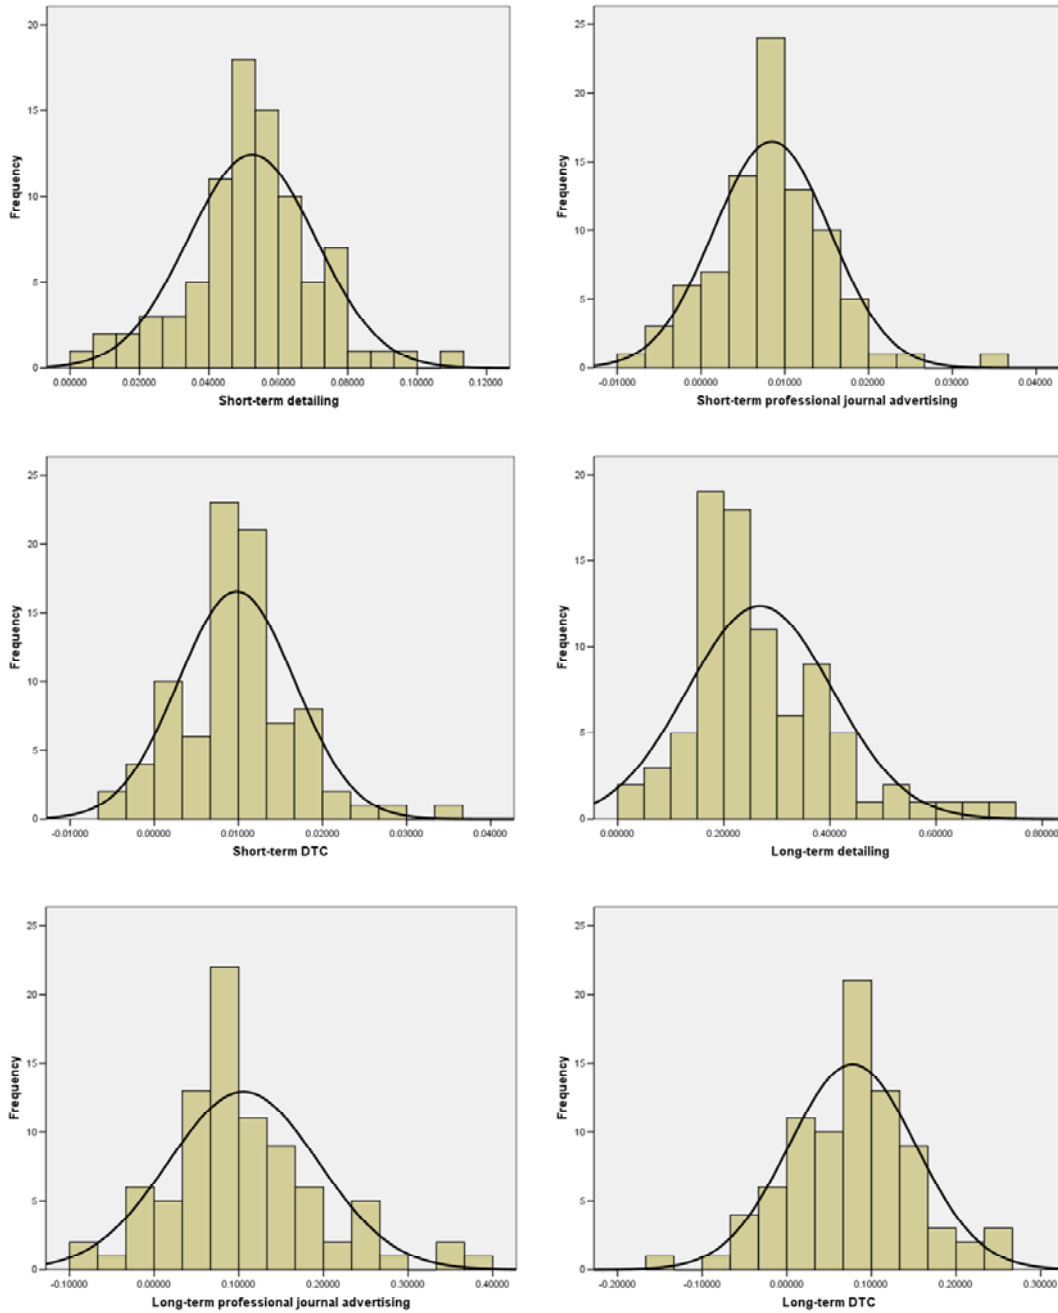 20
15
10
5
0
Frequency
0.00000 0.02000 0.04000 0.06000 0.08000 0.10000 0.12000
Short-term detailing
25
20
15
10
5
0
Frequency
-0.01000 0.00000 0.01000 0.02000 0.03000 0.04000
Short-term professional journal advertising
25
20
15
10
5
0
Frequency
-0.01000 0.00000 0.01000 0.02000 0.03000 0.04000
Short-term DTC
20
15
10
5
0
Frequency
0.00000 0.20000 0.40000 0.60000 0.80000
Long-term detailing
25
20
15
10
5
0
Frequency
-0.10000 0.00000 0.10000 0.20000 0.30000 0.40000
Long-term professional journal advertising
25
20
15
10
5
0
Frequency
-0.20000 -0.10000 0.00000 0.10000 0.20000 0.30000
Long-term DTC